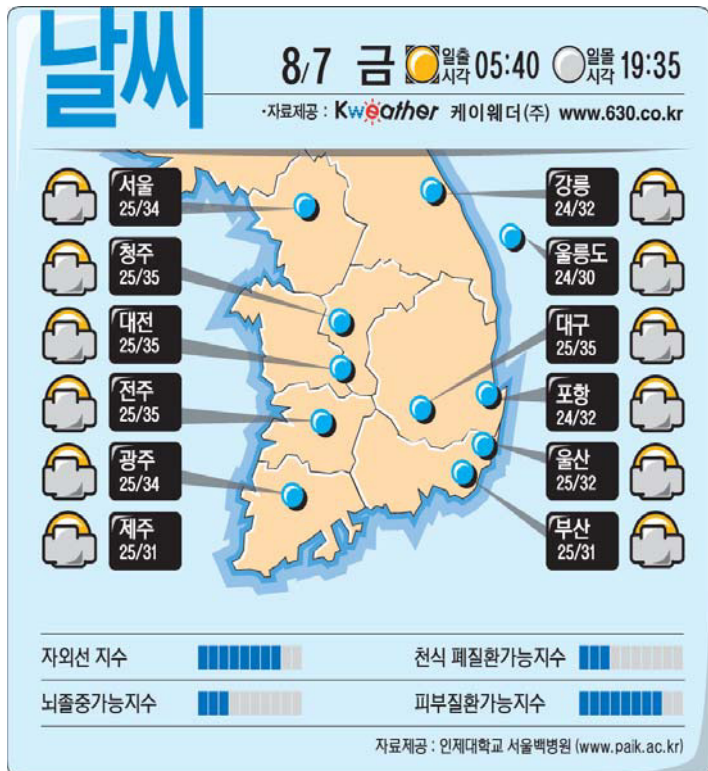 날씨
8/7 금 일출시각 05:40 일몰시각 19:35
·자료제공 : Kweather 케이웨더(주) www.630.co.kr
서울
25/34
강릉
24/32
청주
25/35
울릉도
24/30
대전
25/35
대구
25/35
전주
25/35
포항
24/32
광주
25/34
울산
25/32
제주
25/31
부산
25/31
자외선 지수
천식 폐질환가능지수
뇌졸중가능지수
피부질환가능지수
자료제공 : 인제대학교 서울백병원 (www.paik.ac.kr)